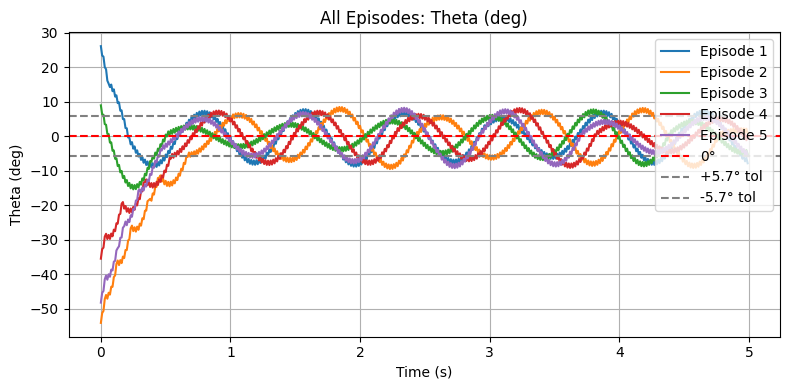 All Episodes: Theta (deg)
Theta (deg)
30
20
10
0
−10
−20
−30
−40
−50
0
1
2
3
4
5
Time (s)
Episode 1
Episode 2
Episode 3
Episode 4
Episode 5
0°
+5.7° tol
-5.7° tol